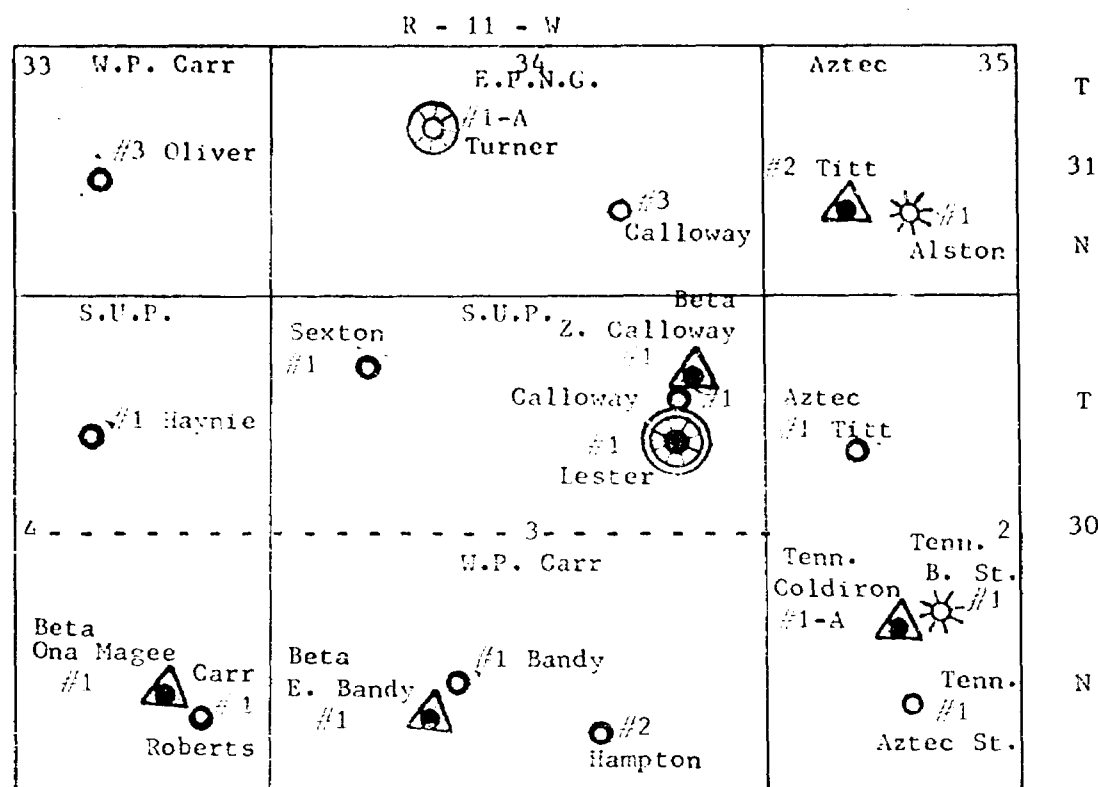 R - 11 - W
33 W.P. Carr
34
E.P.N.G.
Aztec 35
T
#1-A
Turner
#3 Oliver
#2 Titt
31
#3
Calloway
#1
Alston
N
S.U.P.
Sexton
#1
S.U.P.
Beta
Z. Calloway
#1
Calloway #1
Aztec
#1 Titt
T
#1 Haynie
#1
Lester
4
3
2
30
W.P. Carr
Tenn.
Coldiron
#1-A
Tenn.
B. St.
#1
Beta
Ona Magee
#1
Carr
#1
Roberts
Beta
E. Bandy
#1
#1 Bandy
#2
Hampton
Tenn.
#1
Aztec St.
N